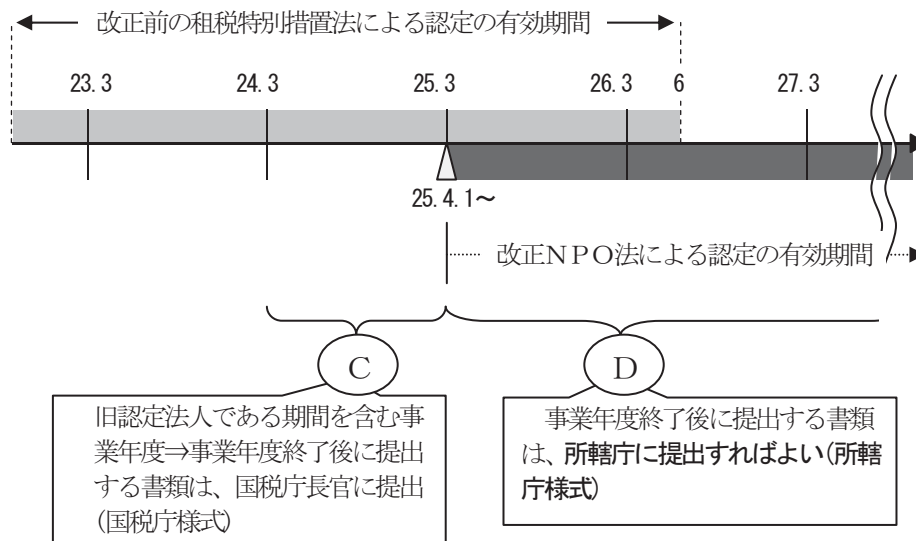 改正前の租税特別措置法による認定の有効期間
23.3 24.3 25.3 26.3 6 27.3
25.4.1～
改正ＮＰＯ法による認定の有効期間
C
D
旧認定法人である期間を含む事
業年度⇒事業年度終了後に提出
する書類は、国税庁長官に提出
(国税庁様式)
事業年度終了後に提出する書類
は、所轄庁に提出すればよい(所轄
庁様式)